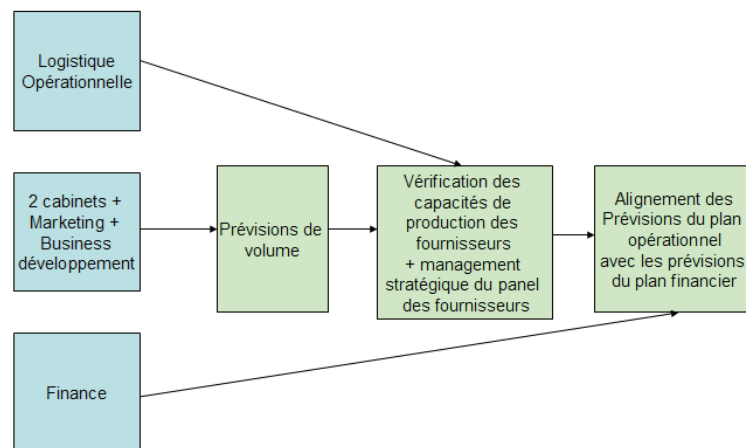 Logistique
Opérationnelle
2 cabinets +
Marketing +
Business
développement
Prévisions de
volume
Vérification des
capacités de
production des
fournisseurs
+ management
stratégique du panel
des fournisseurs
Alignement des
Prévisions du plan
opérationnel
avec les prévisions
du plan financier
Finance